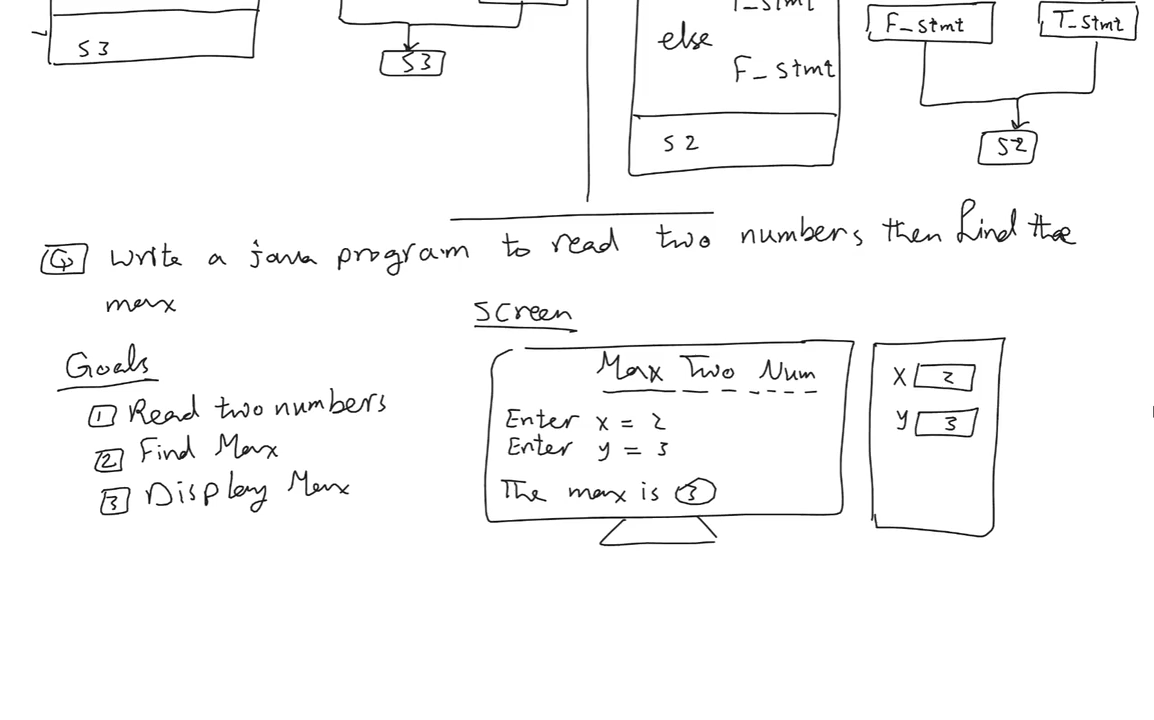 T_stmt
else
F_stmt
F_stmt
T_stmt
S3
S3
S2
S2
Q Write a java program to read two numbers then find the
max
Goals
1 Read two numbers
2 Find Max
3 Display Max
Screen
Max Two Num
Enter x = 2
Enter y = 3
The max is 3
X 2
y 3